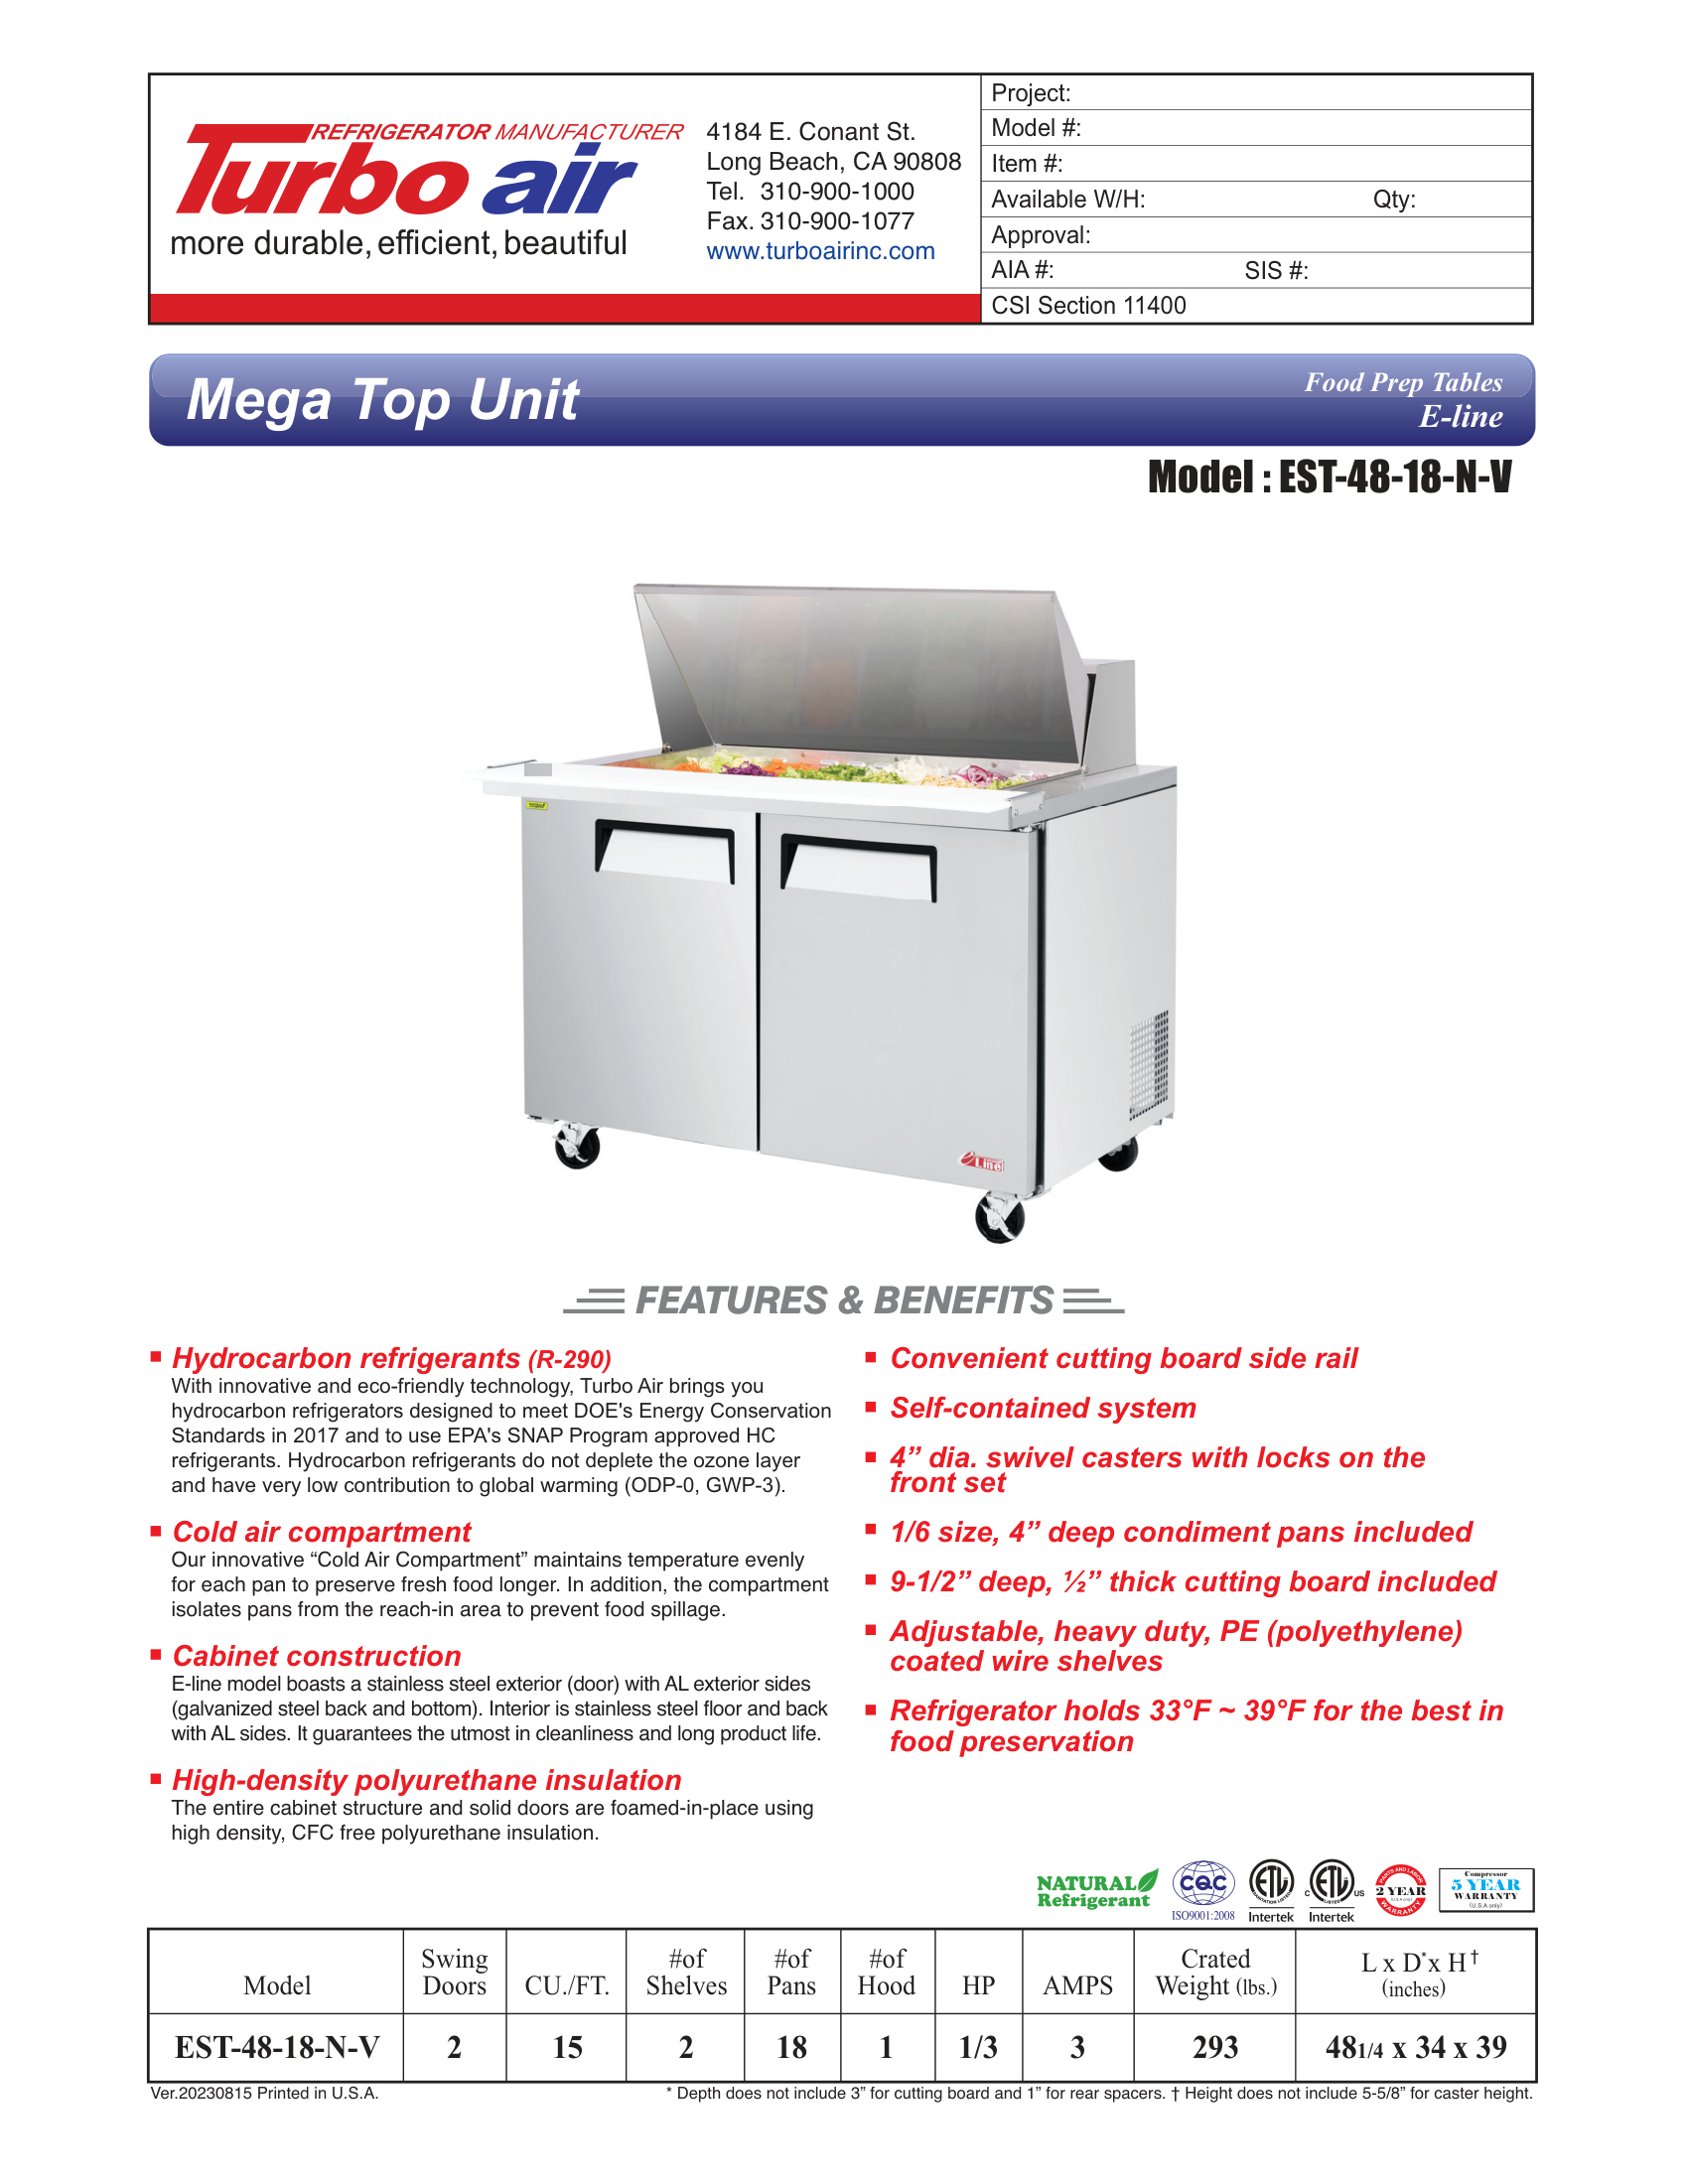 REFRIGERATOR MANUFACTURER
Turbo air
more durable, efficient, beautiful
4184 E. Conant St.
Long Beach, CA 90808
Tel. 310-900-1000
Fax. 310-900-1077
www.turboairinc.com
Project:
Model #:
Item #:
Available W/H: Qty:
Approval:
AIA #: SIS #:
CSI Section 11400
Mega Top Unit
Food Prep Tables
E-line
Model : EST-48-18-N-V
e Line
FEATURES & BENEFITS
Hydrocarbon refrigerants (R-290)
With innovative and eco-friendly technology, Turbo Air brings you
hydrocarbon refrigerators designed to meet DOE's Energy Conservation
Standards in 2017 and to use EPA's SNAP Program approved HC
refrigerants. Hydrocarbon refrigerants do not deplete the ozone layer
and have very low contribution to global warming (ODP-0, GWP-3).
Cold air compartment
Our innovative “Cold Air Compartment” maintains temperature evenly
for each pan to preserve fresh food longer. In addition, the compartment
isolates pans from the reach-in area to prevent food spillage.
Cabinet construction
E-line model boasts a stainless steel exterior (door) with AL exterior sides
(galvanized steel back and bottom). Interior is stainless steel floor and back
with AL sides. It guarantees the utmost in cleanliness and long product life.
High-density polyurethane insulation
The entire cabinet structure and solid doors are foamed-in-place using
high density, CFC free polyurethane insulation.
Convenient cutting board side rail
Self-contained system
4” dia. swivel casters with locks on the
front set
1/6 size, 4” deep condiment pans included
9-1/2” deep, ½” thick cutting board included
Adjustable, heavy duty, PE (polyethylene)
coated wire shelves
Refrigerator holds 33°F ~ 39°F for the best in
food preservation
NATURAL
Refrigerant
CQC
ISO9001:2008
ETL
SANITATION LISTED
Intertek
C ETL US
LISTED
Intertek
PARTS AND LABOR
2 YEAR
(U.S.A only)
WARRANTY
Compressor
5 YEAR
WARRANTY
(U.S.A only)
Model Swing Doors CU./FT. #of Shelves #of Pans #of Hood HP AMPS Crated Weight (lbs.) L x D* x H† (inches)
EST-48-18-N-V 2 15 2 18 1 1/3 3 293 481/4 x 34 x 39
Ver.20230815 Printed in U.S.A.
* Depth does not include 3” for cutting board and 1” for rear spacers. † Height does not include 5-5/8” for caster height.